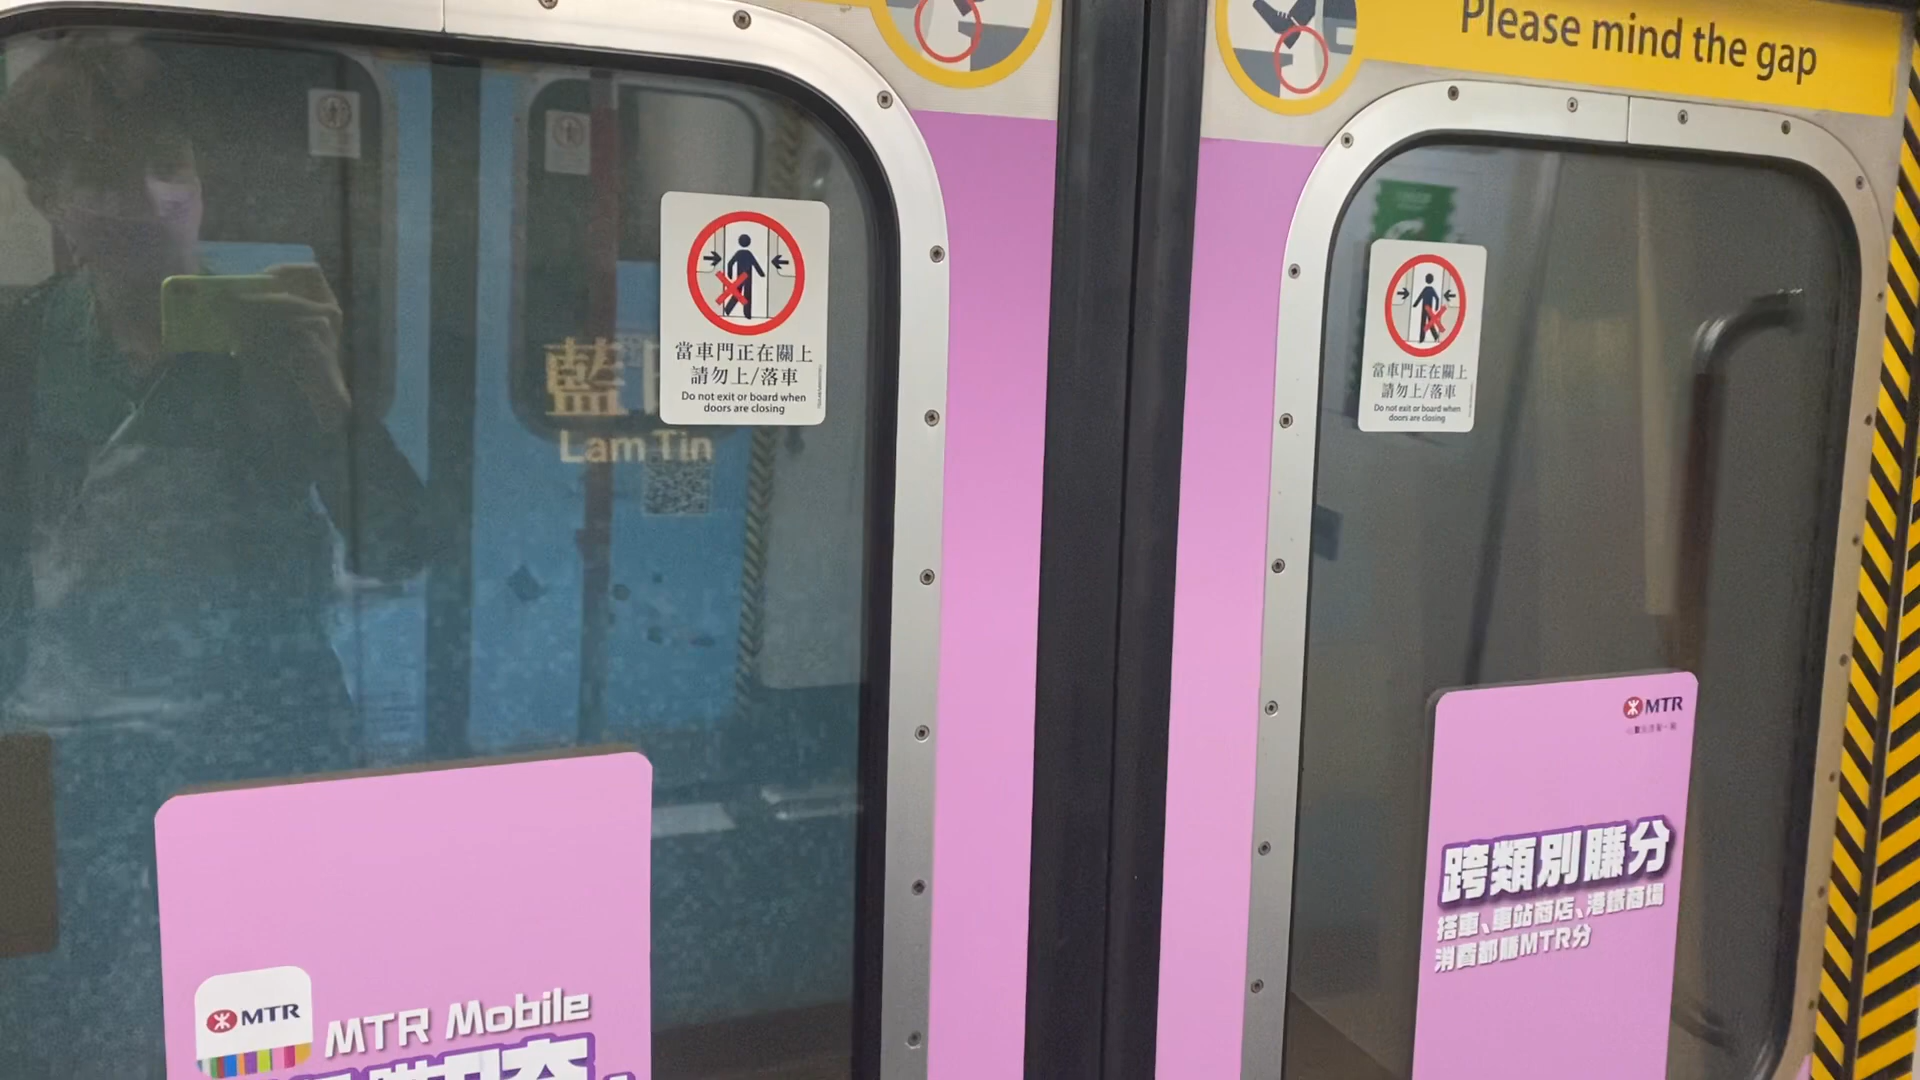 Please mind the gap
當車門正在關上
請勿上/落車
Do not exit or board when
doors are closing
當車門正在關上
請勿上/落車
Do not exit or board when
doors are closing
藍
Lam Tin
MTR
跨類別賺分
搭車、車站商店、港鐵商場
消費都賺MTR分
MTR
MTR Mobile